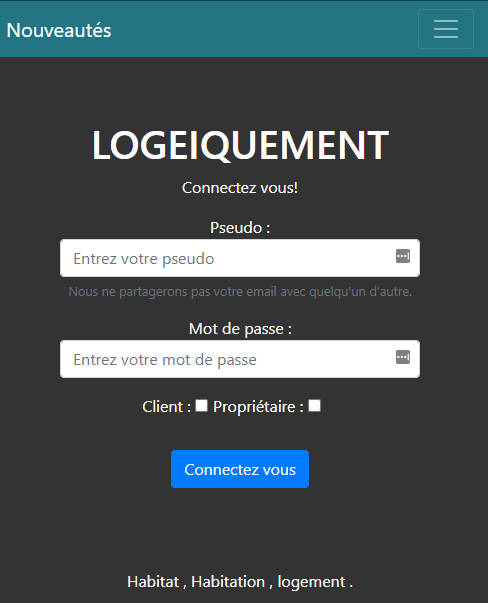 Nouveautés
LOGEIQUEMENT
Connectez vous!
Pseudo :
Entrez votre pseudo
Nous ne partagerons pas votre email avec quelqu'un d'autre.
Mot de passe :
Entrez votre mot de passe
Client : Propriétaire :
Connectez vous
Habitat , Habitation , logement .